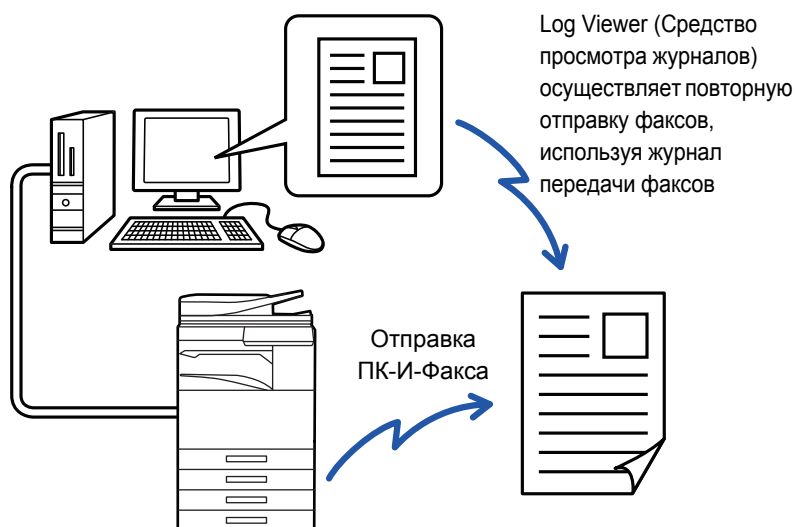 Log Viewer (Средство
просмотра журналов)
осуществляет повторную
отправку факсов,
используя журнал
передачи факсов
Отправка
ПК-И-Факса